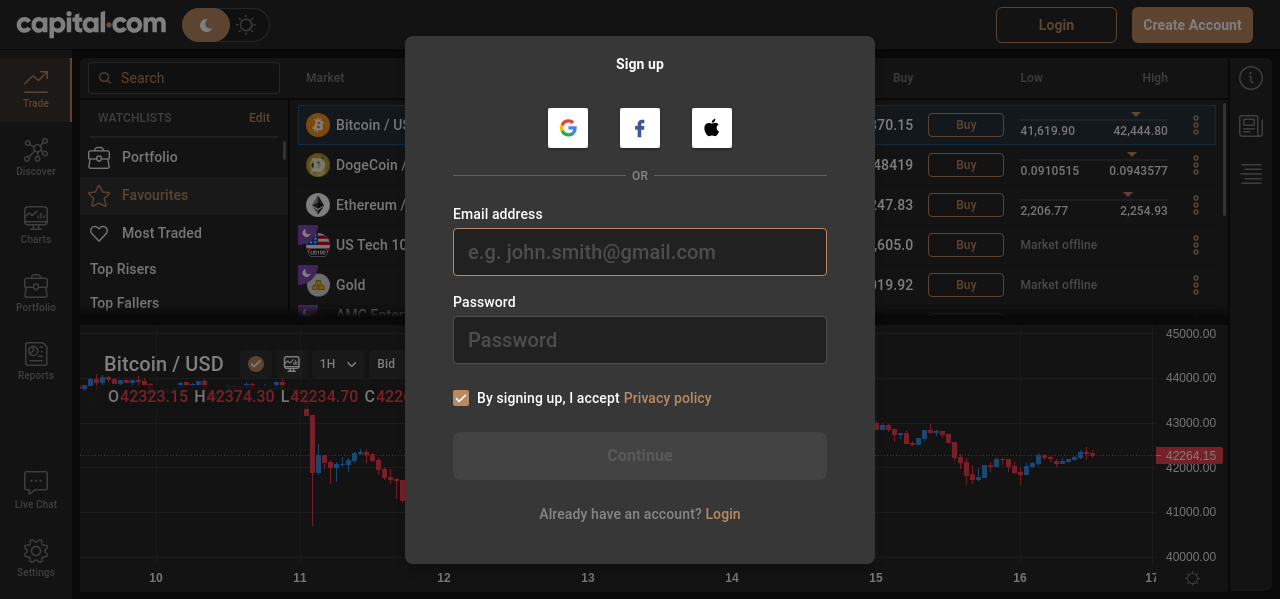 capital.com
Login
Create Account
Sign up
Search
Market
Buy
Low
High
Trade
WATCHLISTS
Edit
Bitcoin / US
370.15
Buy
41,619.90
42,444.80
Discover
Portfolio
DogeCoin /
48419
Buy
0.0910515
0.0943577
OR
Favourites
Ethereum /
247.83
Buy
2,206.77
2,254.93
Email address
Charts
Most Traded
US Tech 10
,605.0
Buy
Market offline
e.g. john.smith@gmail.com
Top Risers
Gold
019.92
Buy
Market offline
Portfolio
Top Fallers
Password
AMC Enter
Password
45000.00
Bitcoin / USD
1H
Bid
Reports
44000.00
O42323.15 H42374.30 L42234.70 C4226
By signing up, I accept Privacy policy
43000.00
Continue
42264.15
42000.00
Live Chat
Already have an account? Login
41000.00
40000.00
Settings
10
11
12
13
14
15
16
17